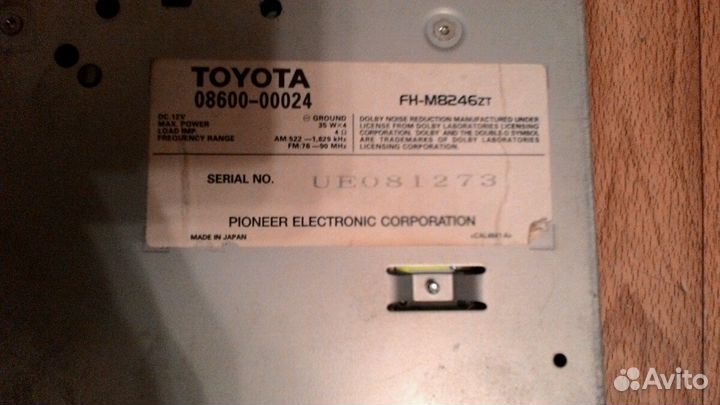 TOYOTA
08600-00024
FH-M8246ZT
DC.12V ⊖ GROUND
MAX. POWER 35 W×4
LOAD IMP. 4 Ω
FREQUENCY RANGE AM:522—1,629 kHz
FM:76—90 MHz
DOLBY NOISE REDUCTION MANUFACTURED UNDER
LICENSE FROM DOLBY LABORATORIES LICENSING
CORPORATION. DOLBY AND THE DOUBLE-D SYMBOL
ARE TRADEMARKS OF DOLBY LABORATORIES
LICENSING CORPORATION.
SERIAL NO. UE081273
PIONEER ELECTRONIC CORPORATION
MADE IN JAPAN
Avito